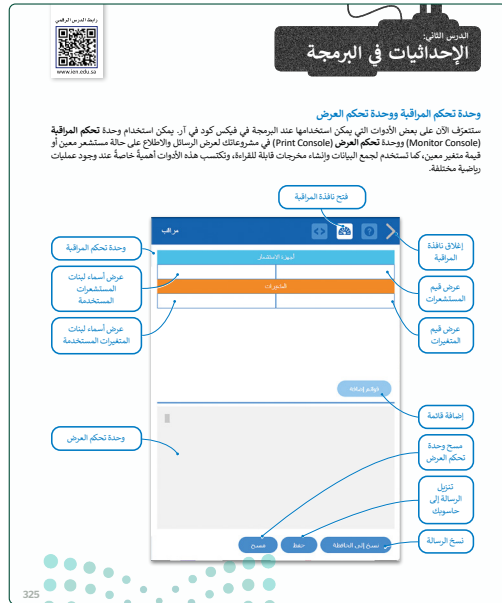 رابط الدرس الرقمي
www.ien.edu.sa
الدرس الثاني:
الإحداثيات في البرمجة
وحدة تحكم المراقبة ووحدة تحكم العرض
ستتعرّف الآن على بعض الأدوات التي يمكن استخدامها عند البرمجة في فيكس كود في آر. يمكن استخدام وحدة تحكم المراقبة
(Monitor Console) ووحدة تحكم العرض (Print Console) في مشروعاتك لعرض الرسائل والاطلاع على حالة مستشعر معين أو
قيمة متغير معين، كما تُستخدم لجمع البيانات وإنشاء مخرجات قابلة للقراءة، وتكتسب هذه الأدوات أهميةً خاصةً عند وجود عمليات
رياضية مختلفة.
فتح نافذة المراقبة
مراقب
إغلاق نافذة
المراقبة
وحدة تحكم المراقبة
أجهزة الاستشعار
عرض قيم
المستشعرات
عرض أسماء لبنات
المستشعرات
المستخدمة
المتغيرات
عرض قيم
المتغيرات
عرض أسماء لبنات
المتغيرات المستخدمة
قوائم إضافة
إضافة قائمة
وحدة تحكم العرض
مسح وحدة
تحكم العرض
تنزيل
الرسالة إلى
حاسوبك
نسخ الرسالة
نسخ إلى الحافظة
حفظ
مسح
325